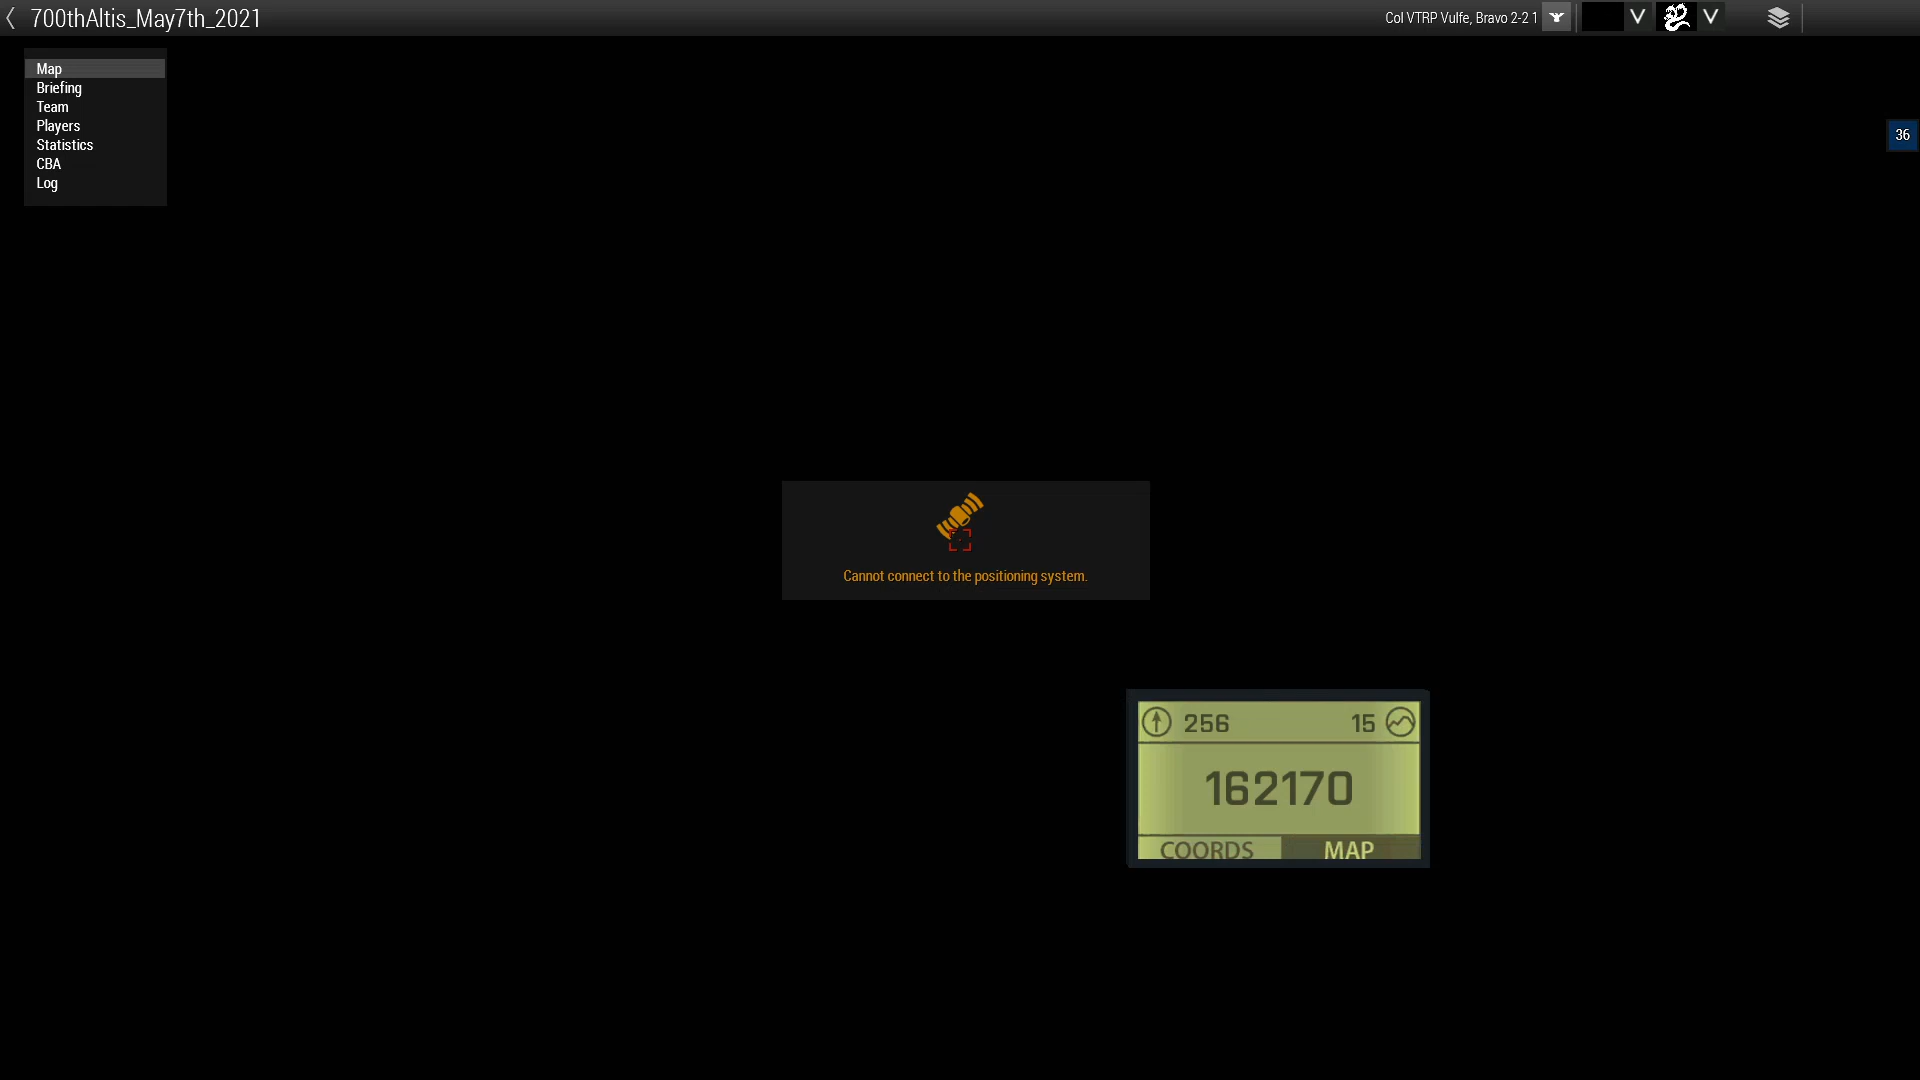 700thAltis_May7th_2021
Col VTRP Vulfe, Bravo 2-2 1
V
V
Map
Briefing
Team
Players
Statistics
CBA
Log
36
Cannot connect to the positioning system.
256
15
162170
COORDS
MAP